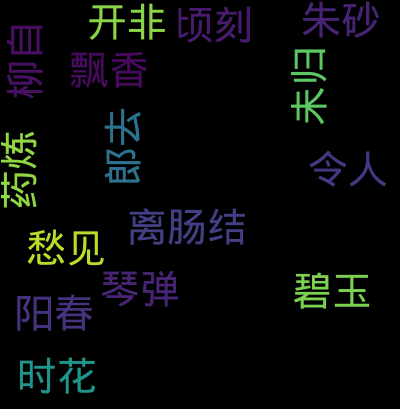 开非
顷刻
朱砂
柳自
飘香
未归
郎去
药炼
令人
离肠结
愁见
琴弹
碧玉
阳春
时花